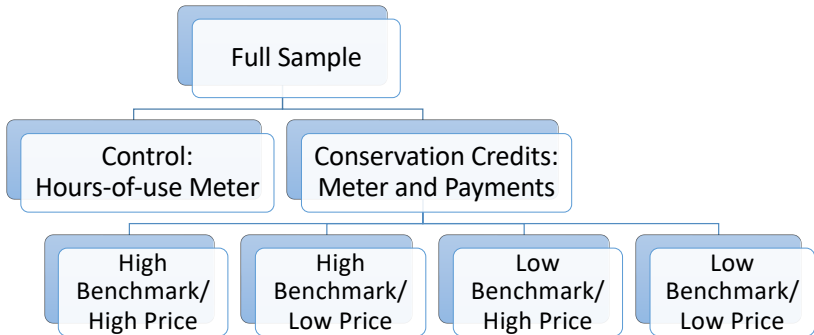 Full Sample
Control:
Hours-of-use Meter
Conservation Credits:
Meter and Payments
High
Benchmark/
High Price
High
Benchmark/
Low Price
Low
Benchmark/
High Price
Low
Benchmark/
Low Price